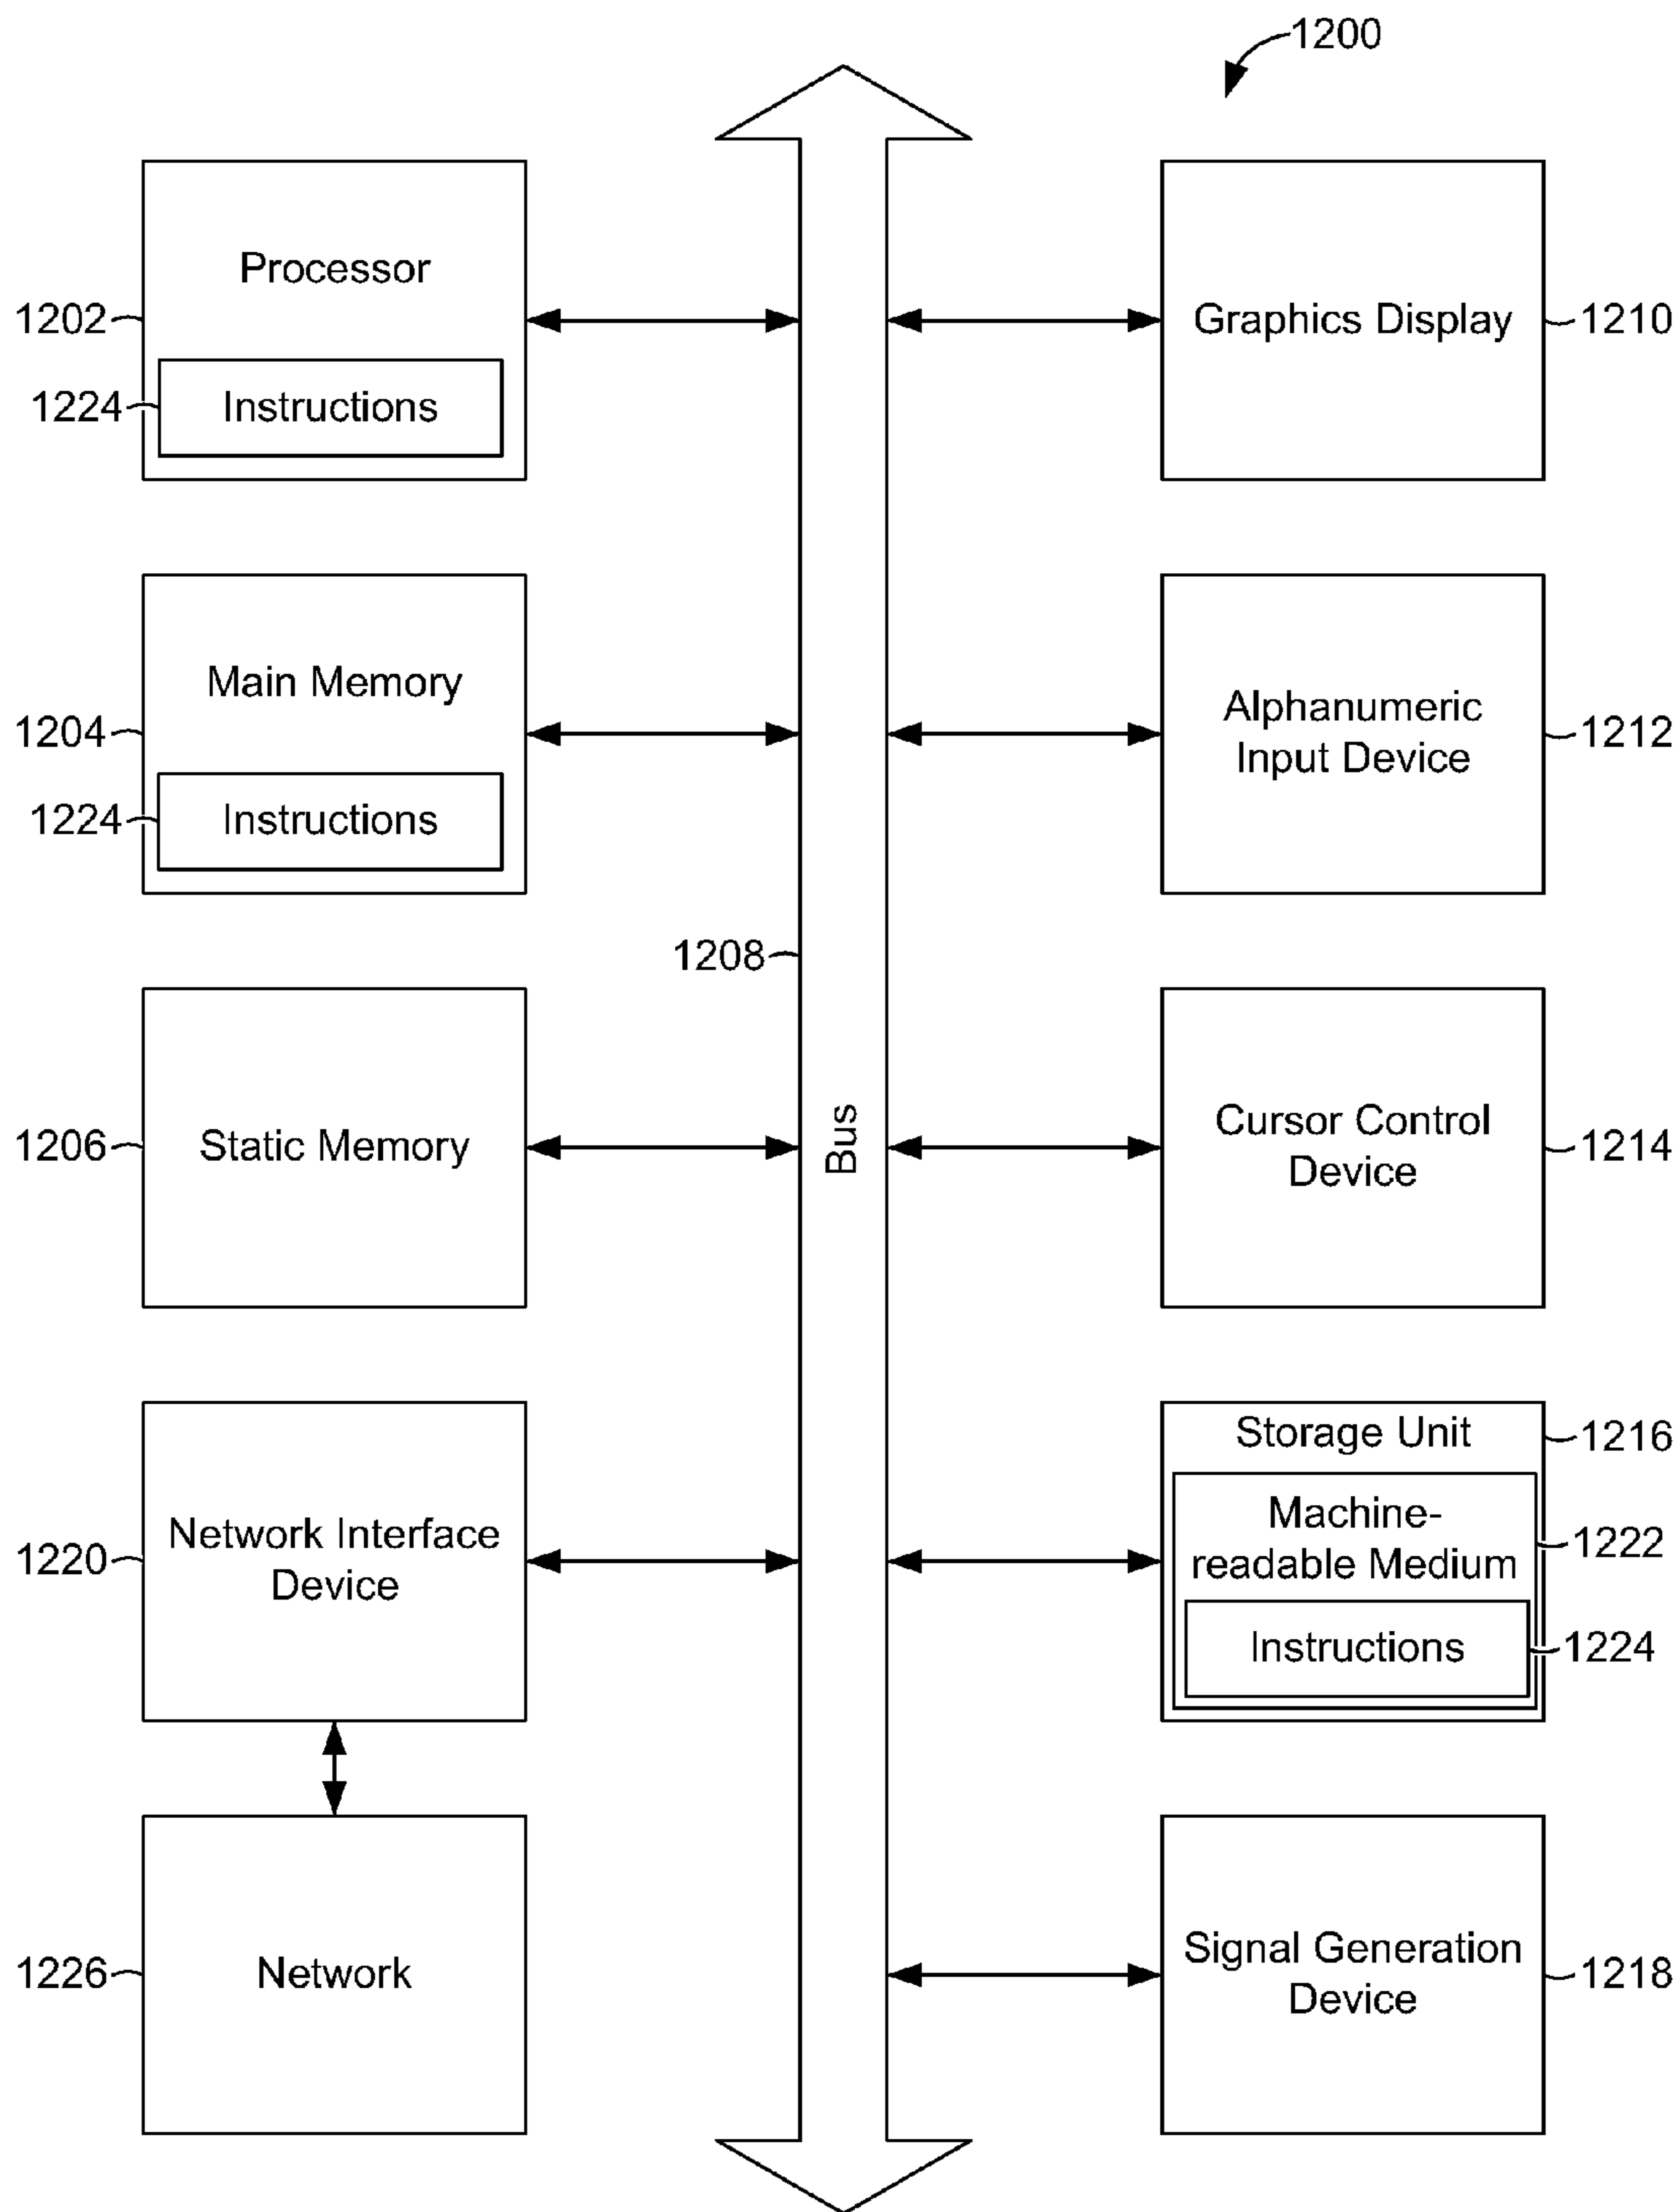 1200
Processor
1202
1224
Instructions
Graphics Display
1210
Main Memory
1204
1224
Instructions
Alphanumeric
Input Device
1212
1208
Bus
Static Memory
1206
Cursor Control
Device
1214
Network Interface
Device
1220
Storage Unit
1216
Machine-
readable Medium
1222
Instructions
1224
Network
1226
Signal Generation
Device
1218